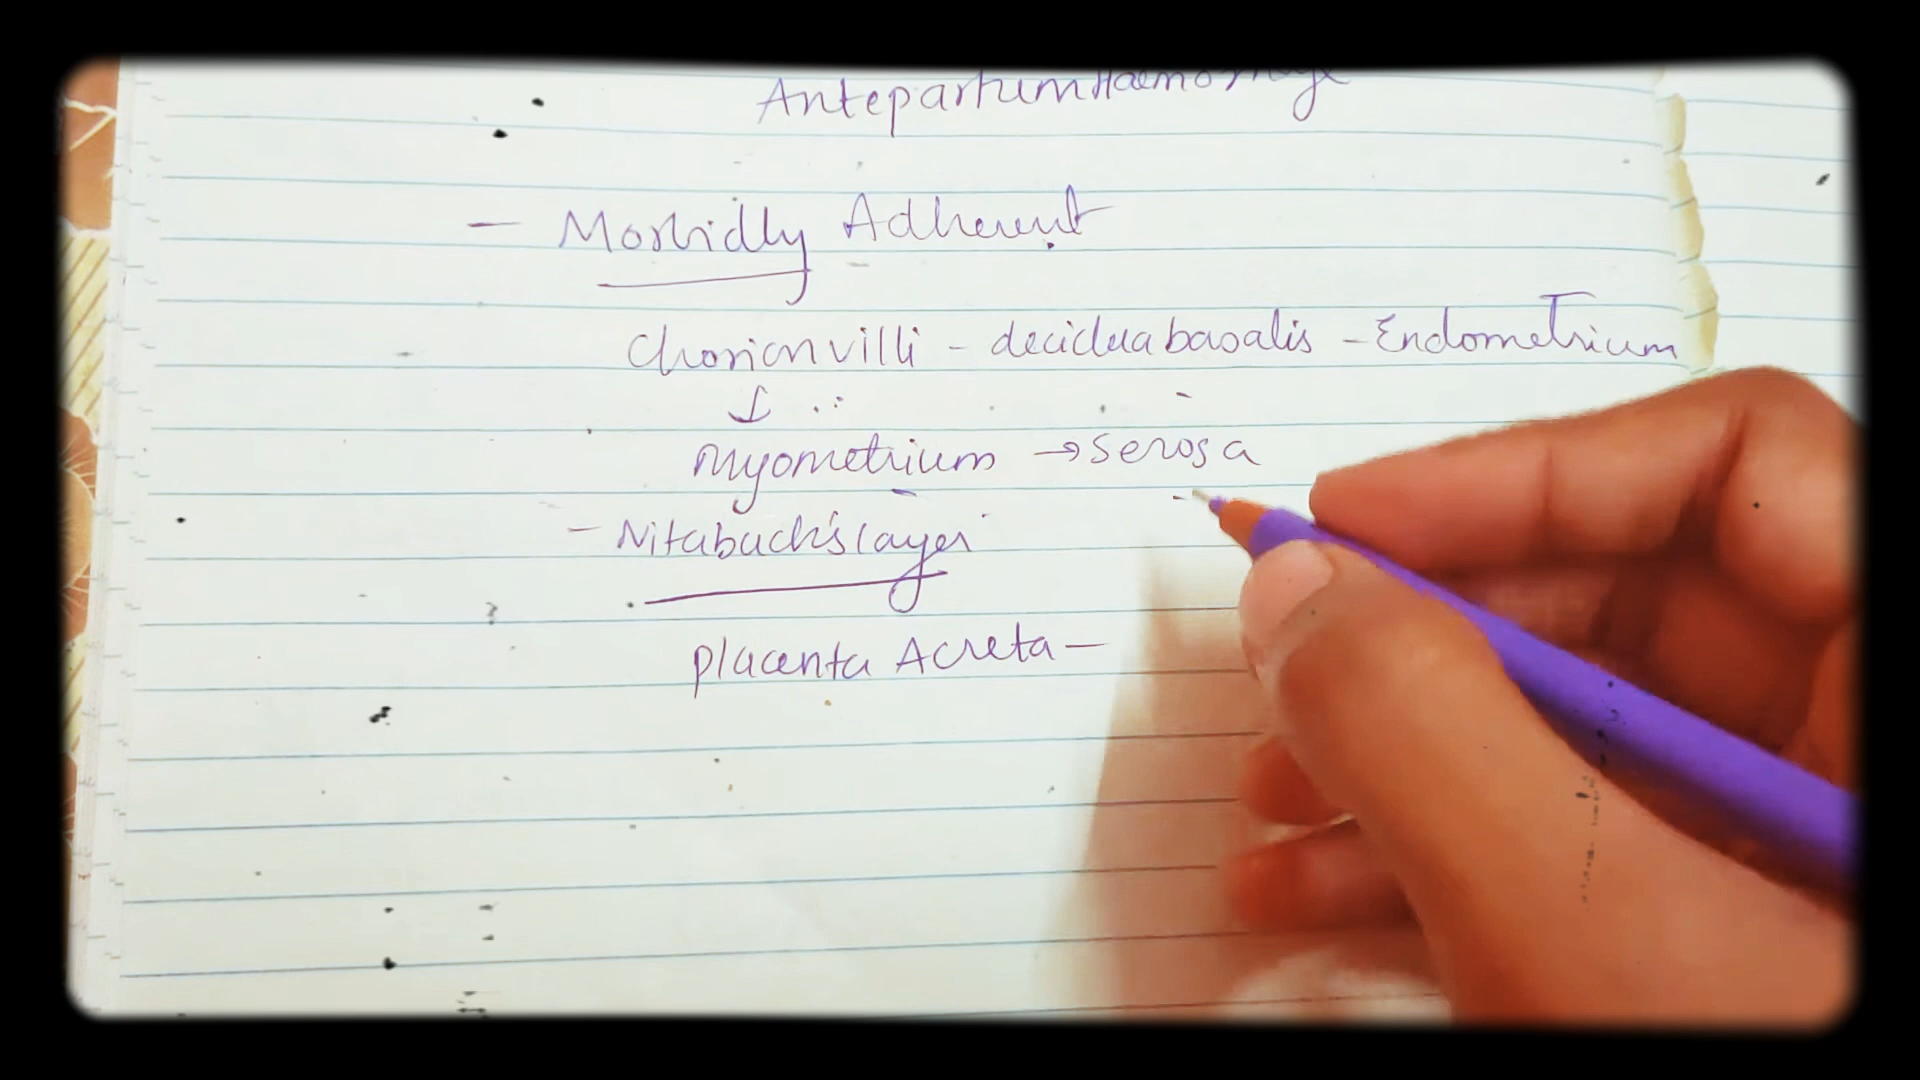 Antepartum Haemorrhage
- Morbidly Adherent
Chorion villi - decidua basalis - Endometrium
↓
myometrium → serosa
- Nitabuch's layer
placenta Acreta -